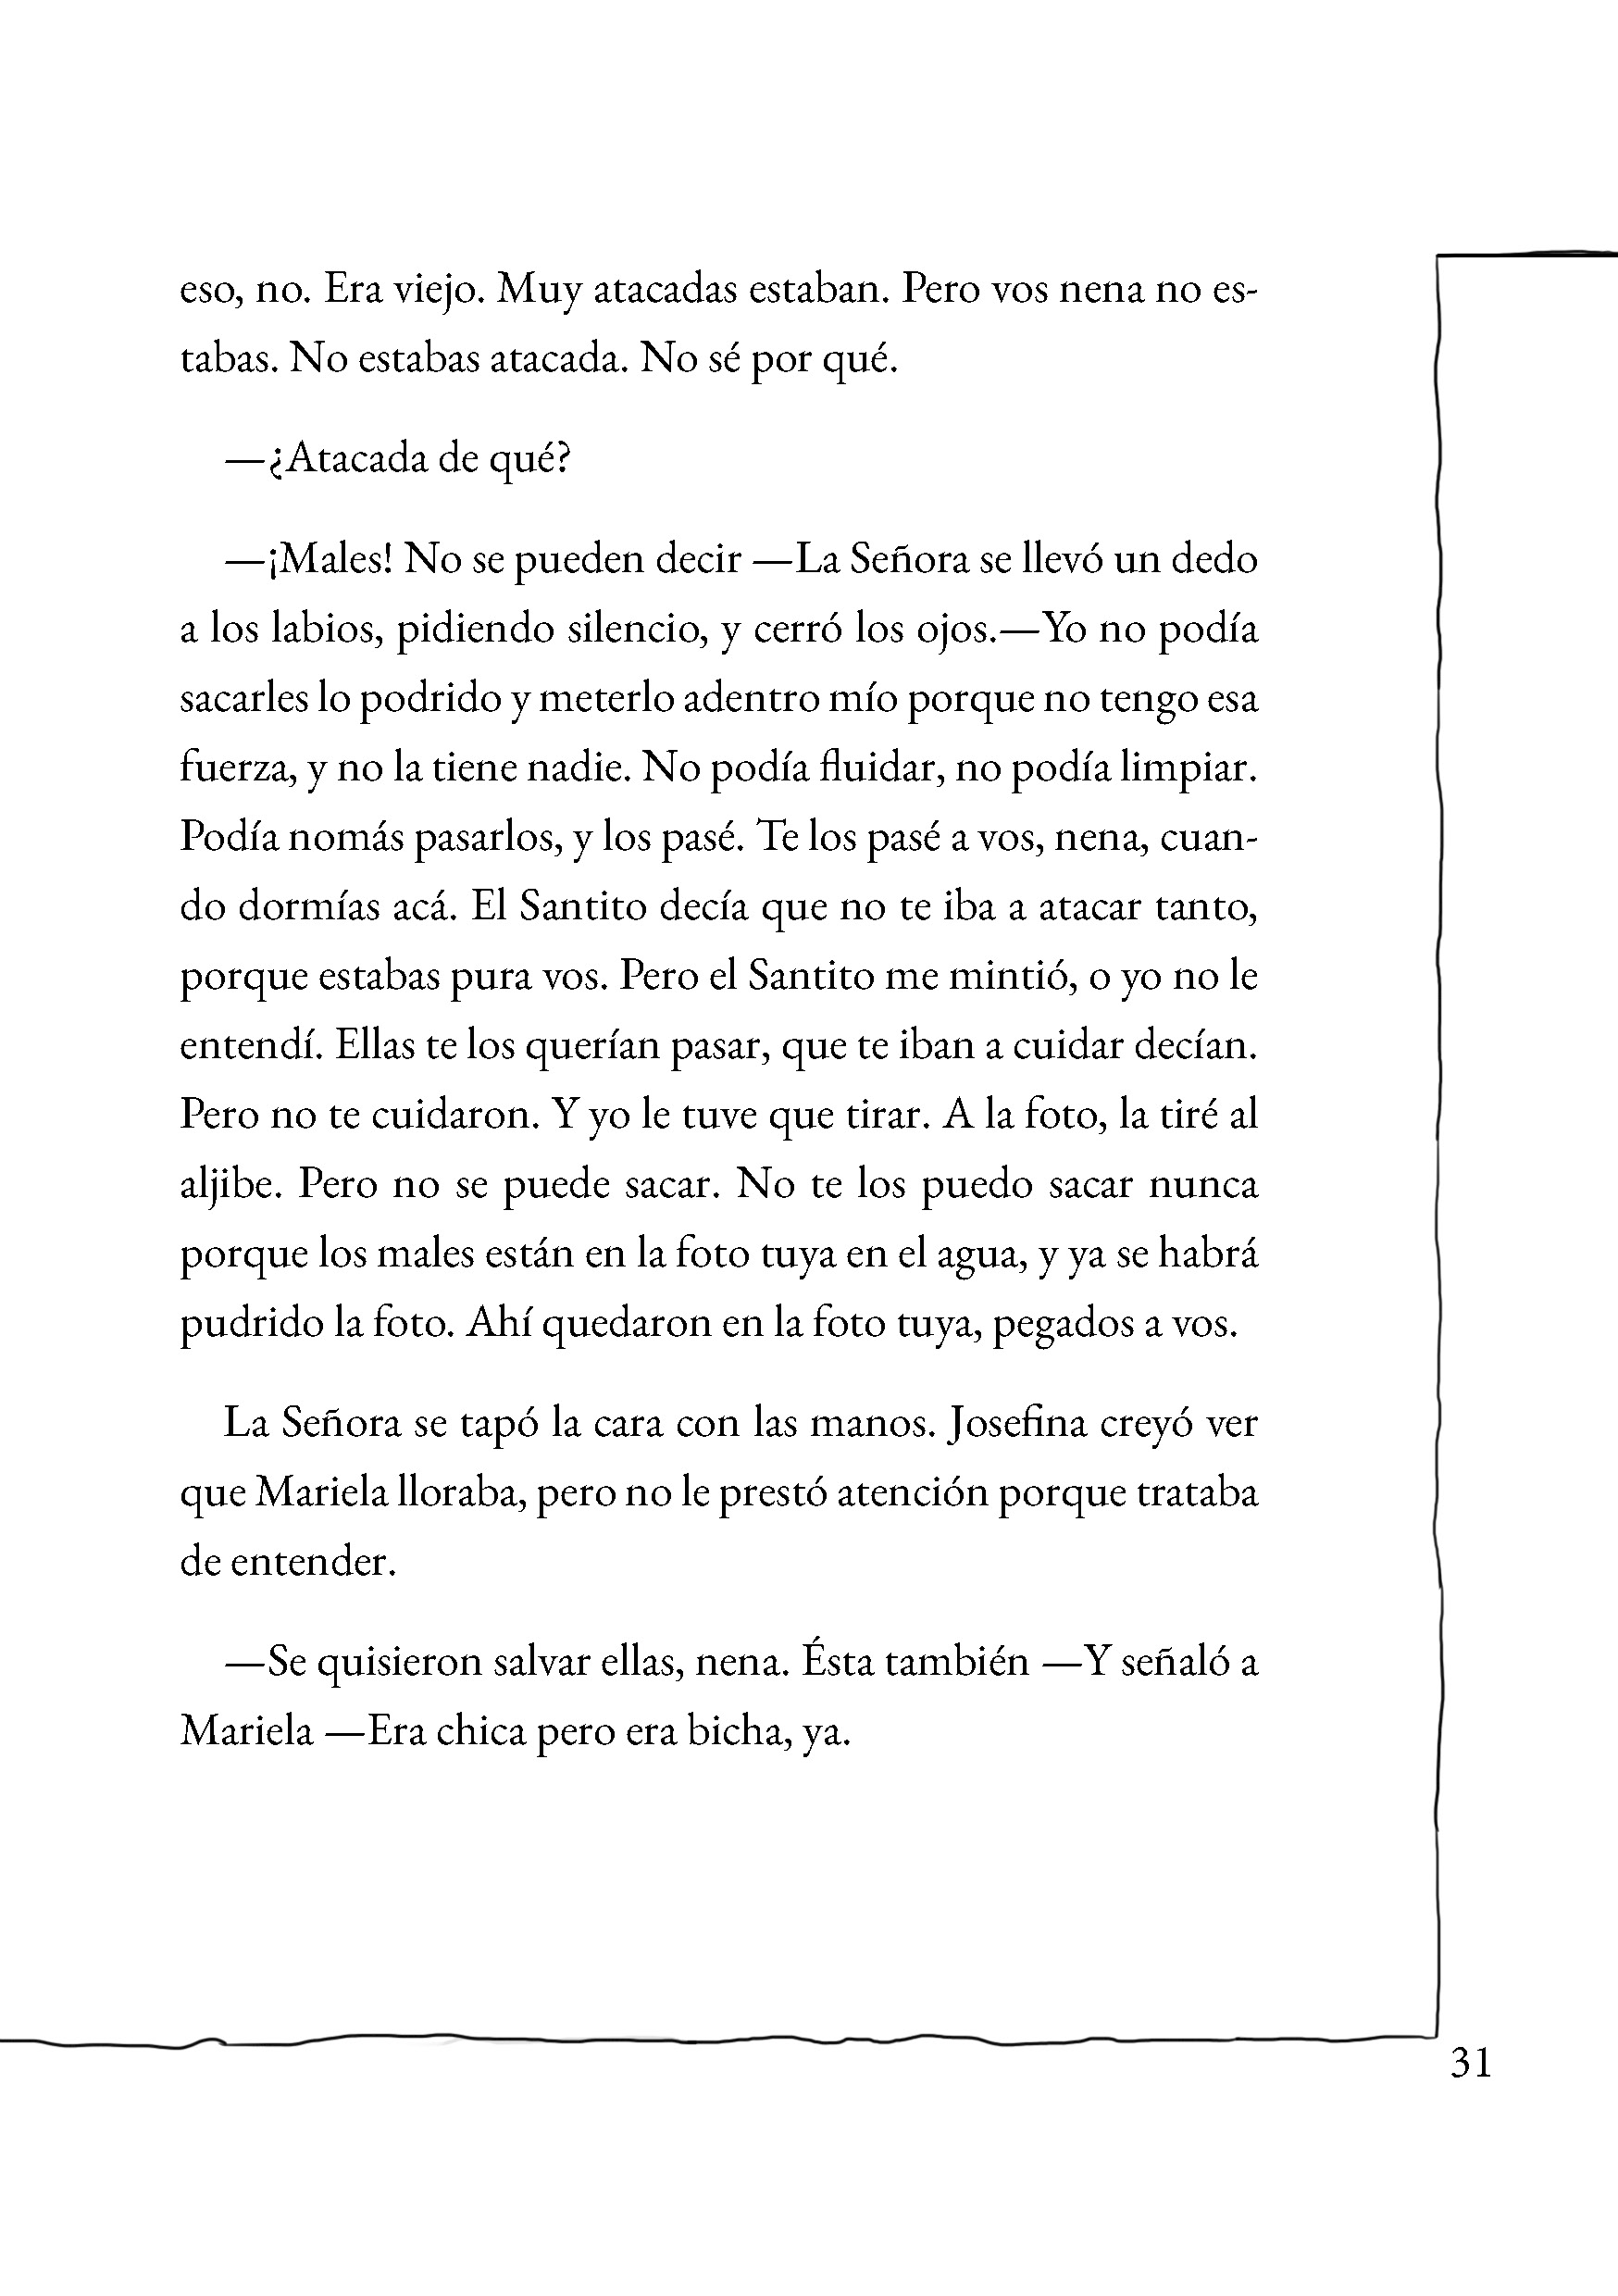 eso, no. Era viejo. Muy atacadas estaban. Pero vos nena no es-
tabas. No estabas atacada. No sé por qué.
—¿Atacada de qué?
—¡Males! No se pueden decir —La Señora se llevó un dedo
a los labios, pidiendo silencio, y cerró los ojos.—Yo no podía
sacarles lo podrido y meterlo adentro mío porque no tengo esa
fuerza, y no la tiene nadie. No podía fluidar, no podía limpiar.
Podía nomás pasarlos, y los pasé. Te los pasé a vos, nena, cuan-
do dormías acá. El Santito decía que no te iba a atacar tanto,
porque estabas pura vos. Pero el Santito me mintió, o yo no le
entendí. Ellas te los querían pasar, que te iban a cuidar decían.
Pero no te cuidaron. Y yo le tuve que tirar. A la foto, la tiré al
aljibe. Pero no se puede sacar. No te los puedo sacar nunca
porque los males están en la foto tuya en el agua, y ya se habrá
pudrido la foto. Ahí quedaron en la foto tuya, pegados a vos.
La Señora se tapó la cara con las manos. Josefina creyó ver
que Mariela lloraba, pero no le prestó atención porque trataba
de entender.
—Se quisieron salvar ellas, nena. Ésta también —Y señaló a
Mariela —Era chica pero era bicha, ya.
31